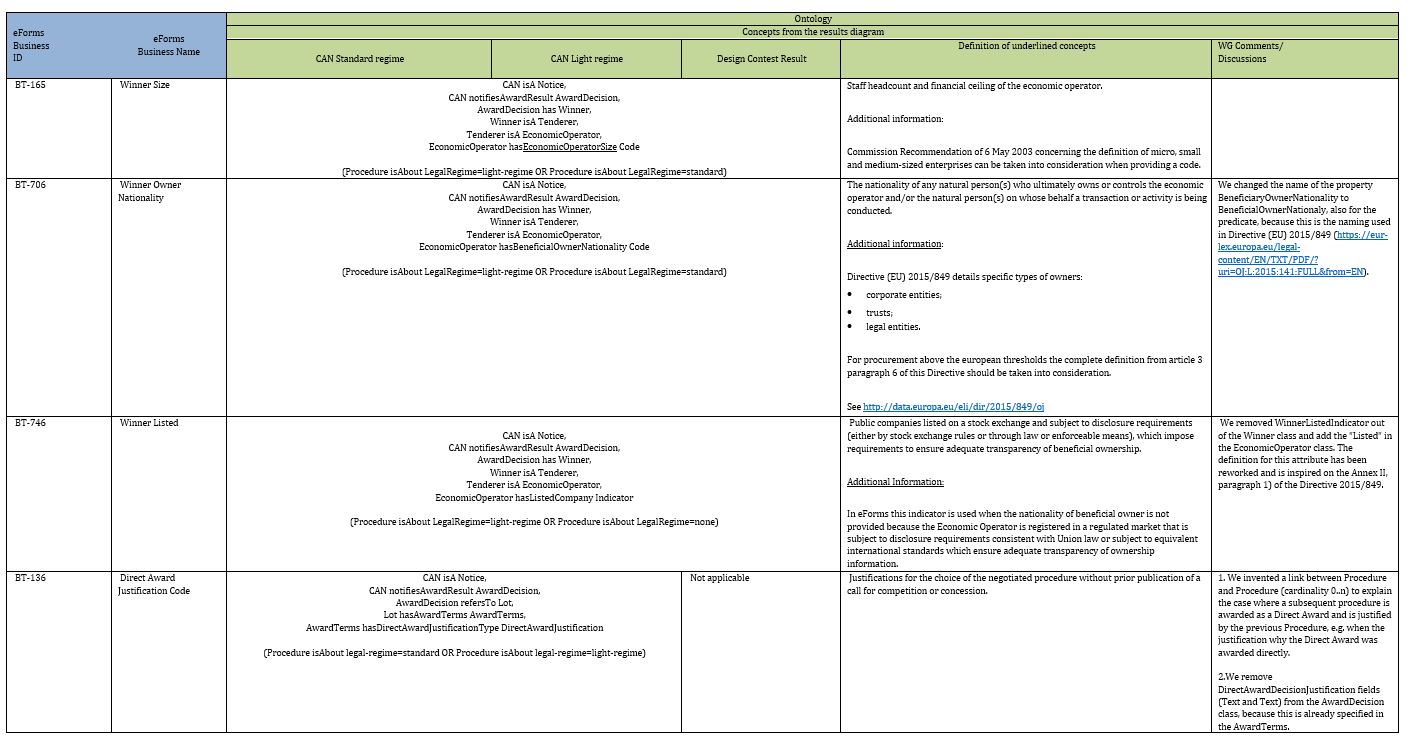 eForms
Business
ID
eForms
Business Name
Ontology
Concepts from the results diagram
CAN Standard regime
CAN Light regime
Design Contest Result
Definition of underlined concepts
WG Comments/
Discussions
BT-165
Winner Size
CAN isA Notice,
CAN notifiesAwardResult AwardDecision,
AwardDecision has Winner,
Winner isA Tenderer,
Tenderer isA EconomicOperator,
EconomicOperator hasEconomicOperatorSize Code
(Procedure isAbout LegalRegime=light-regime OR Procedure isAbout LegalRegime=standard)
Staff headcount and financial ceiling of the economic operator.
Additional information:
Commission Recommendation of 6 May 2003 concerning the definition of micro, small
and medium-sized enterprises can be taken into consideration when providing a code.
BT-706
Winner Owner
Nationality
CAN isA Notice,
CAN notifiesAwardResult AwardDecision,
AwardDecision has Winner,
Winner isA Tenderer,
Tenderer isA EconomicOperator,
EconomicOperator hasBeneficialOwnerNationality Code
(Procedure isAbout LegalRegime=light-regime OR Procedure isAbout LegalRegime=standard)
The nationality of any natural person(s) who ultimately owns or controls the economic
operator and/or the natural person(s) on whose behalf a transaction or activity is being
conducted.
Additional information:
Directive (EU) 2015/849 details specific types of owners:
• corporate entities;
• trusts;
• legal entities.
For procurement above the european thresholds the complete definition from article 3
paragraph 6 of this Directive should be taken into consideration.
See http://data.europa.eu/eli/dir/2015/849/oj
We changed the name of the property
BeneficiaryOwnerNationality to
BeneficialOwnerNationaly, also for the
predicate, because this is the naming used
in Directive (EU) 2015/849 (https://eur-
lex.europa.eu/legal-
content/EN/TXT/PDF/?
uri=OJ:L:2015:141:FULL&from=EN).
BT-746
Winner Listed
CAN isA Notice,
CAN notifiesAwardResult AwardDecision,
AwardDecision has Winner,
Winner isA Tenderer,
Tenderer isA EconomicOperator,
EconomicOperator hasListedCompany Indicator
(Procedure isAbout LegalRegime=light-regime OR Procedure isAbout LegalRegime=none)
Public companies listed on a stock exchange and subject to disclosure requirements
(either by stock exchange rules or through law or enforceable means), which impose
requirements to ensure adequate transparency of beneficial ownership.
Additional Information:
In eForms this indicator is used when the nationality of beneficial owner is not
provided because the Economic Operator is registered in a regulated market that is
subject to disclosure requirements consistent with Union law or subject to equivalent
international standards which ensure adequate transparency of ownership
information.
We removed WinnerListedIndicator out
of the Winner class and add the "Listed" in
the EconomicOperator class. The
definition for this attribute has been
reworked and is inspired on the Annex II,
paragraph 1) of the Directive 2015/849.
BT-136
Direct Award
Justification Code
CAN isA Notice,
CAN notifiesAwardResult AwardDecision,
AwardDecision refersTo Lot,
Lot hasAwardTerms AwardTerms,
AwardTerms hasDirectAwardJustificationType DirectAwardJustification
(Procedure isAbout legal-regime=standard OR Procedure isAbout legal-regime=light-regime)
Not applicable
Justifications for the choice of the negotiated procedure without prior publication of a
call for competition or concession.
1. We invented a link between Procedure
and Procedure (cardinality 0..n) to explain
the case where a subsequent procedure is
awarded as a Direct Award and is justified
by the previous Procedure, e.g. when the
justification why the Direct Award was
awarded directly.
2.We remove
DirectAwardDecisionJustification fields
(Text and Text) from the AwardDecision
class, because this is already specified in
the AwardTerms.